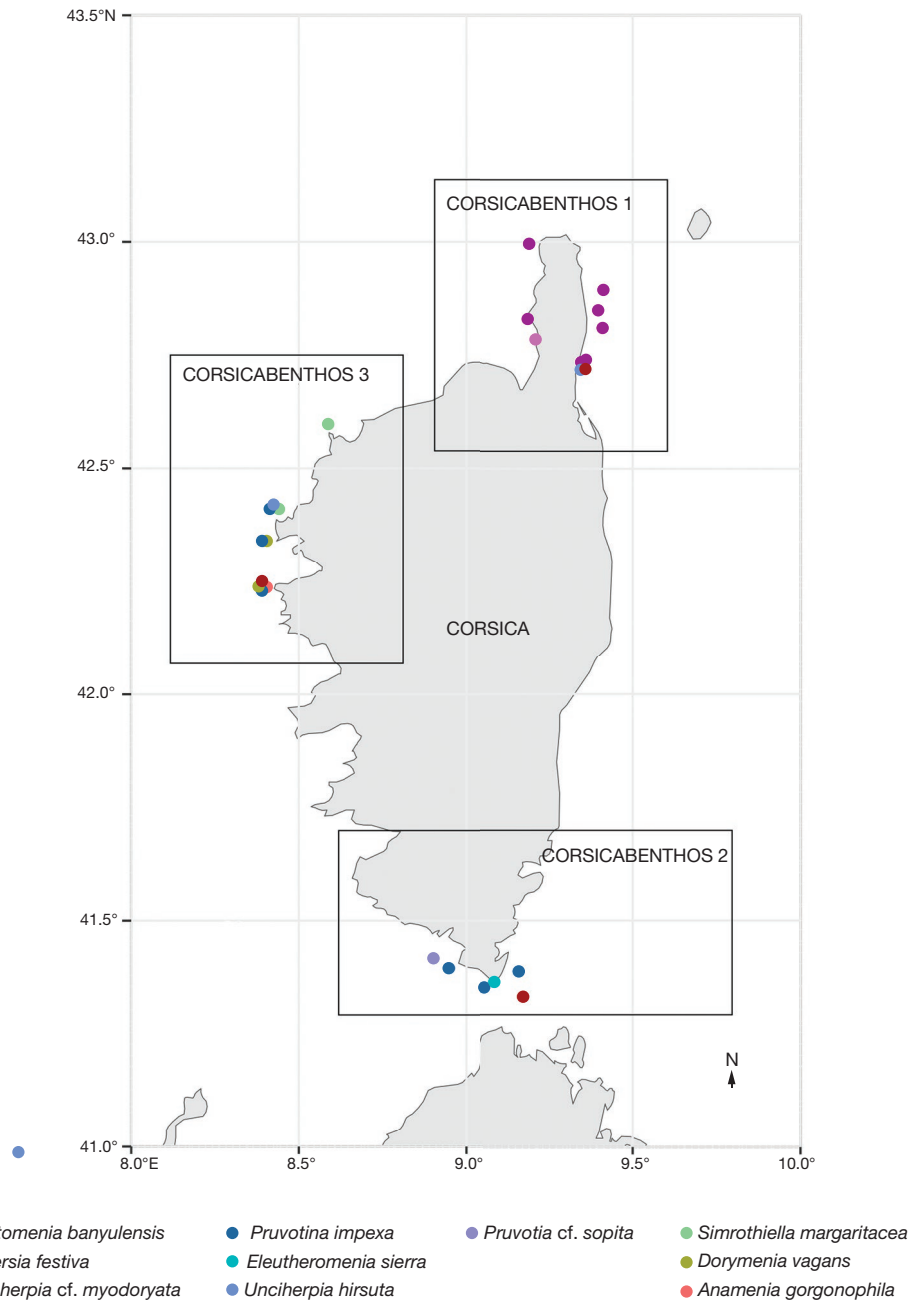 43.5°N
CORSICABENTHOS 1
43.0°
CORSICABENTHOS 3
42.5°
CORSICA
42.0°
CORSICABENTHOS 2
41.5°
N
41.0°
8.0°E 8.5° 9.0° 9.5° 10.0°
tomenia banyulensis Pruvotina impexa Pruvotia cf. sopita Simrothiella margaritacea
ersia festiva Eleutheromenia sierra Dorymenia vagans
herpia cf. myodoryata Unciherpia hirsuta Anamenia gorgonophila